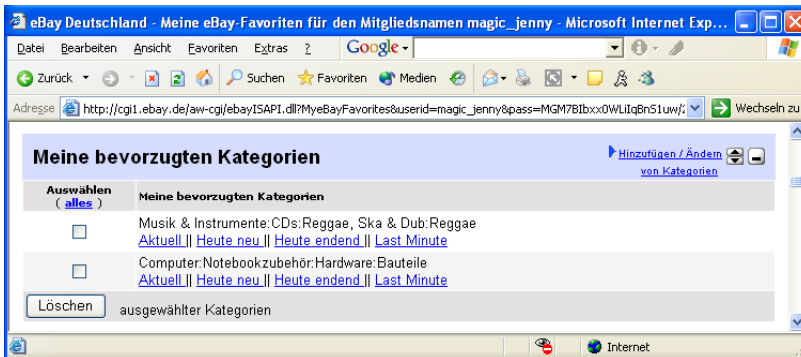 eBay Deutschland - Meine eBay-Favoriten für den Mitgliedsnamen magic_jenny - Microsoft Internet Exp...
Datei Bearbeiten Ansicht Favoriten Extras ? Google
Zurück Suchen Favoriten Medien
Adresse http://cgi1.ebay.de/aw-cgi/ebayISAPI.dll?MyeBayFavorites&userid=magic_jenny&pass=MGM7BIbxx0WLiIqBnS1uw/ Wechseln zu
Meine bevorzugten Kategorien Hinzufügen / Ändern
von Kategorien
Auswählen
( alles ) Meine bevorzugten Kategorien
Musik & Instrumente:CDs:Reggae, Ska & Dub:Reggae
Aktuell || Heute neu || Heute endend || Last Minute
Computer:Notebookzubehör:Hardware:Bauteile
Aktuell || Heute neu || Heute endend || Last Minute
Löschen ausgewählter Kategorien
Internet